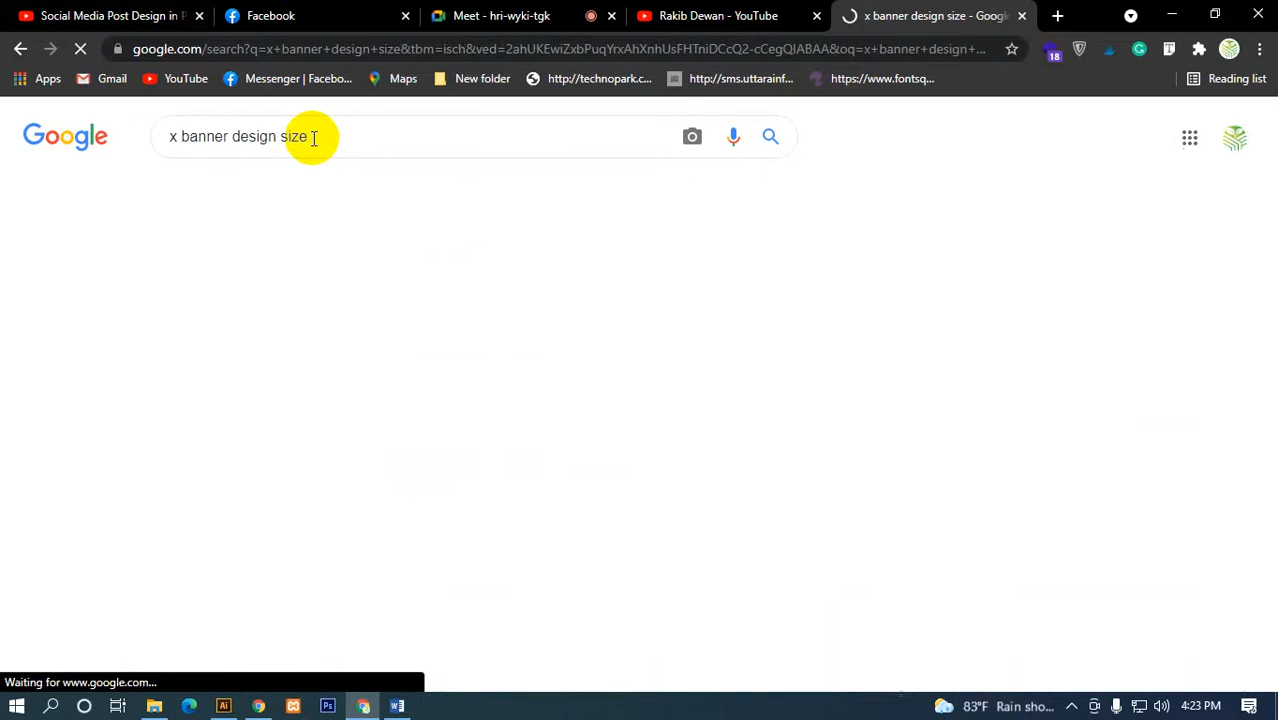 Social Media Post Design in P
Facebook
Meet - hri-wyki-tgk
Rakib Dewan - YouTube
x banner design size - Googl
google.com/search?q=x+banner+design+size&tbm=isch&ved=2ahUKEwiZxbPuqYrxAhXnhUsFHTniDCcQ2-cCegQIABAA&oq=x+banner+design+...
18
Apps
Gmail
YouTube
Messenger | Facebo...
Maps
New folder
http://technopark.c...
http://sms.uttarainf...
https://www.fontsq...
Reading list
Google
x banner design size
Waiting for www.google.com...
Ai
Ps
83°F Rain sho...
4:23 PM